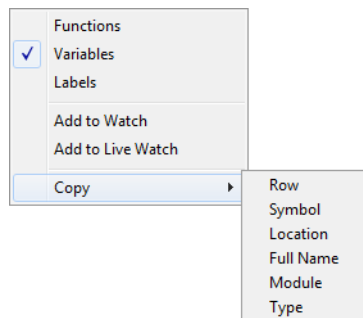 Functions
Variables
Labels
Add to Watch
Add to Live Watch
Copy
Row
Symbol
Location
Full Name
Module
Type